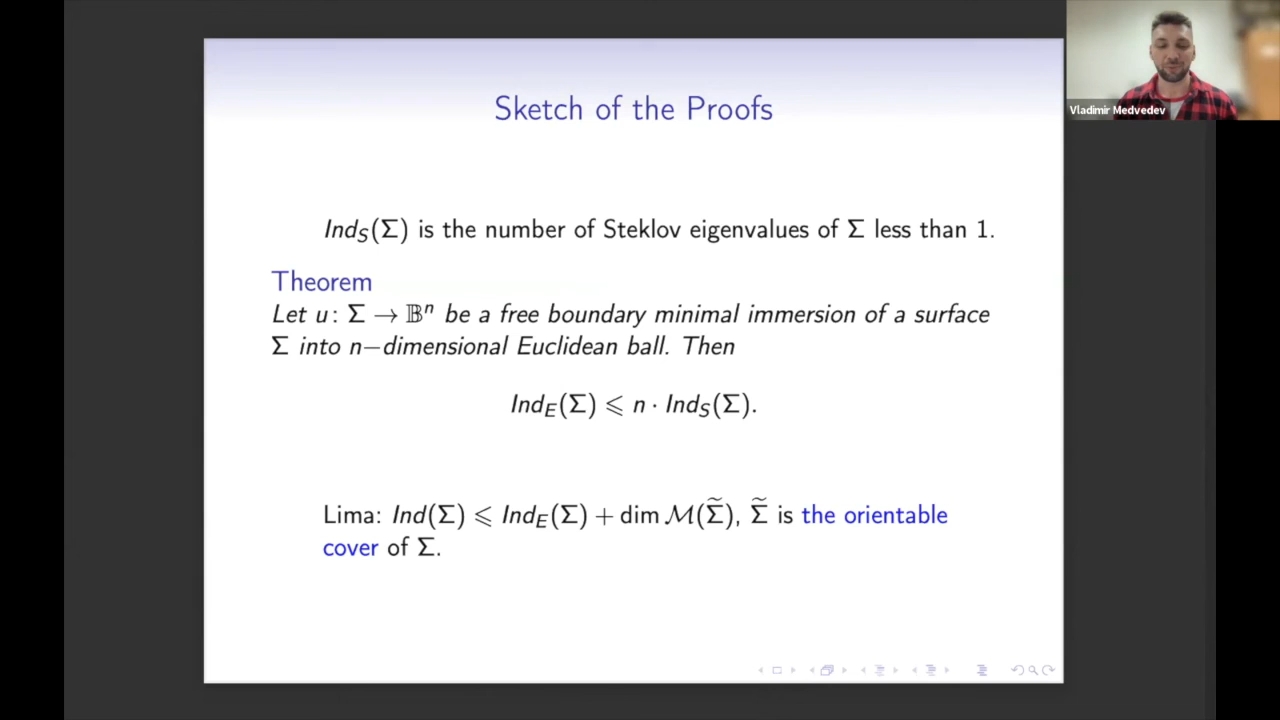 Sketch of the Proofs
Vladimir Medvedev
Ind_S(Σ) is the number of Steklov eigenvalues of Σ less than 1.
Theorem
Let u: Σ → 𝔹ⁿ be a free boundary minimal immersion of a surface
Σ into n−dimensional Euclidean ball. Then
Ind_E(Σ) ⩽ n · Ind_S(Σ).
Lima: Ind(Σ) ⩽ Ind_E(Σ) + dim ℳ(Σ̃), Σ̃ is the orientable
cover of Σ.